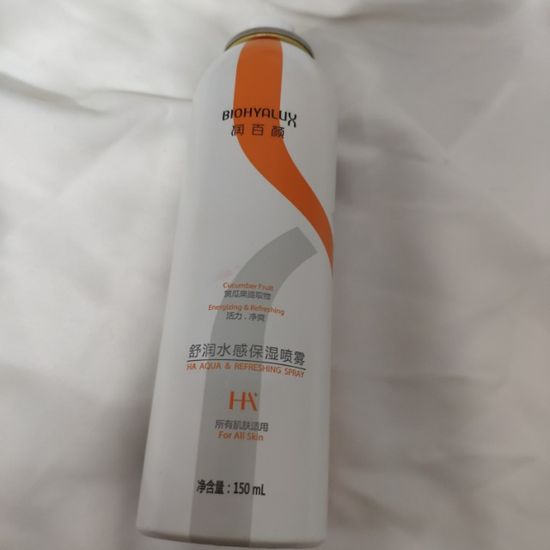 BIOHYALUX
润百颜
Cucumber Fruit
黄瓜果提取物
Energizing & Refreshing
活力.净爽
舒润水感保湿喷雾
HA AQUA & REFRESHING SPRAY
HA+
所有肌肤适用
For All Skin
净含量:150 mL